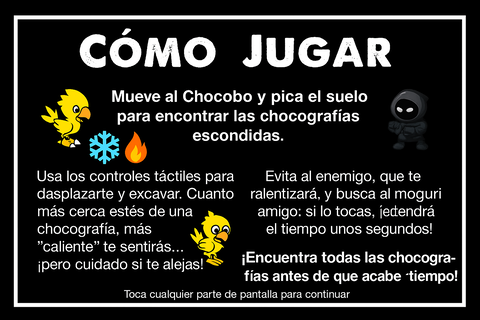 CÓMO JUGAR
Mueve al Chocobo y pica el suelo
para encontrar las chocografías
escondidas.
Usa los controles táctiles para
dasplazarte y excavar. Cuanto
más cerca estés de una
chocografía, más
”caliente” te sentirás...
¡pero cuidado si te alejas!
Evita al enemigo, que te
ralentizará, y busca al moguri
amigo: si lo tocas, ¡edendrá
el tiempo unos segundos!
¡Encuentra todas las chocogra-
fías antes de que acabe tiempo!
Toca cualquier parte de pantalla para continuar